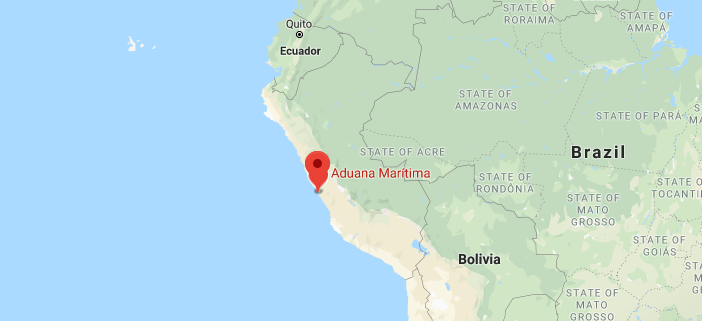 Quito
Ecuador
STATE OF
RORAIMA
STATE OF
AMAPÁ
STATE OF
AMAZONAS
STATE OF PARÁ
STATE OF ACRE
Brazil
Aduana Marítima
STATE OF
RONDÔNIA
STATE OF
MATO
GROSSO
STATE OF
TOCANTI
STATE OF
GOIÁS
Bolivia
STATE OF
MATO
GROSSO